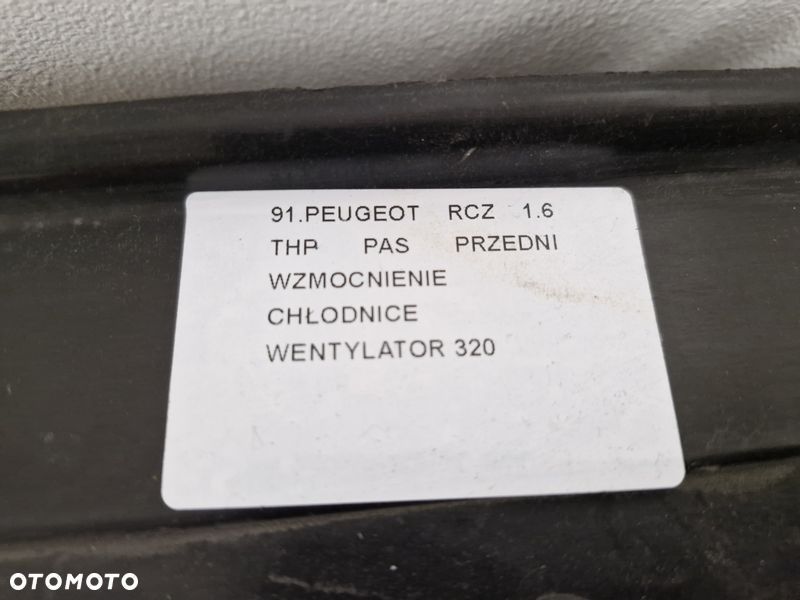 91.PEUGEOT RCZ 1.6
THP PAS PRZEDNI
WZMOCNIENIE
CHŁODNICE
WENTYLATOR 320
OTOMOTO